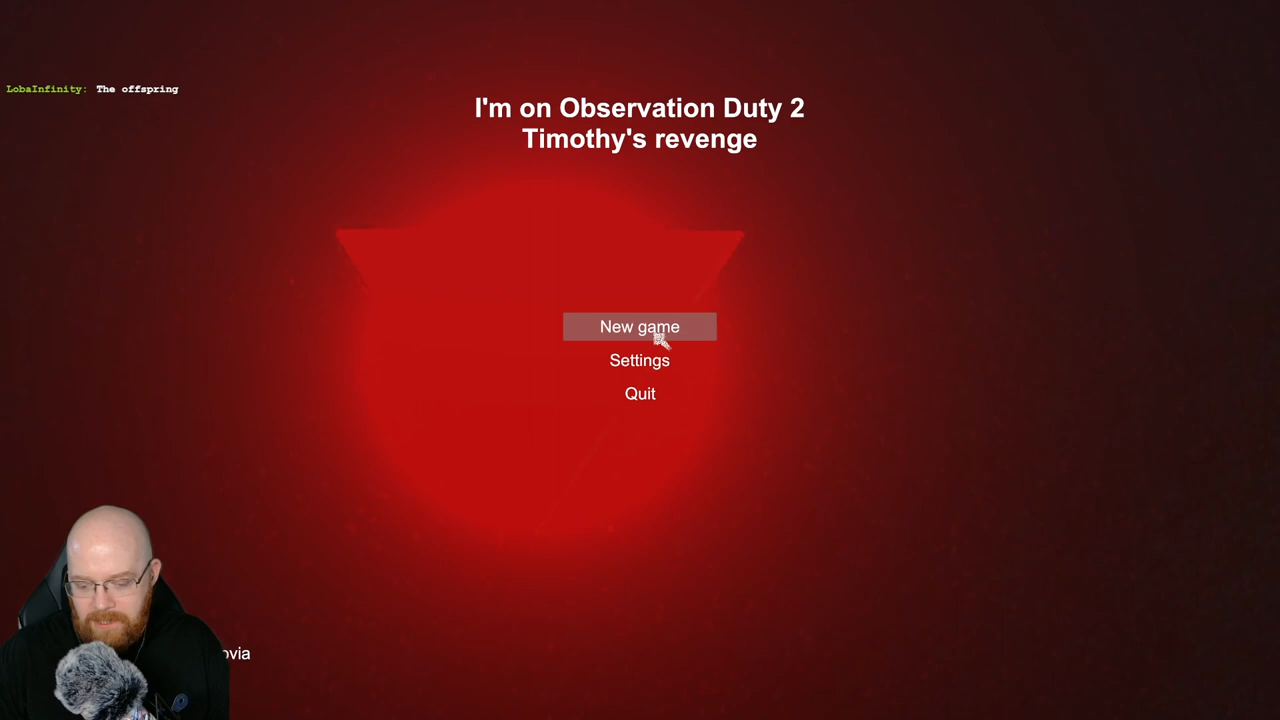 LobaInfinity: The offspring
I'm on Observation Duty 2
Timothy's revenge
New game
Settings
Quit